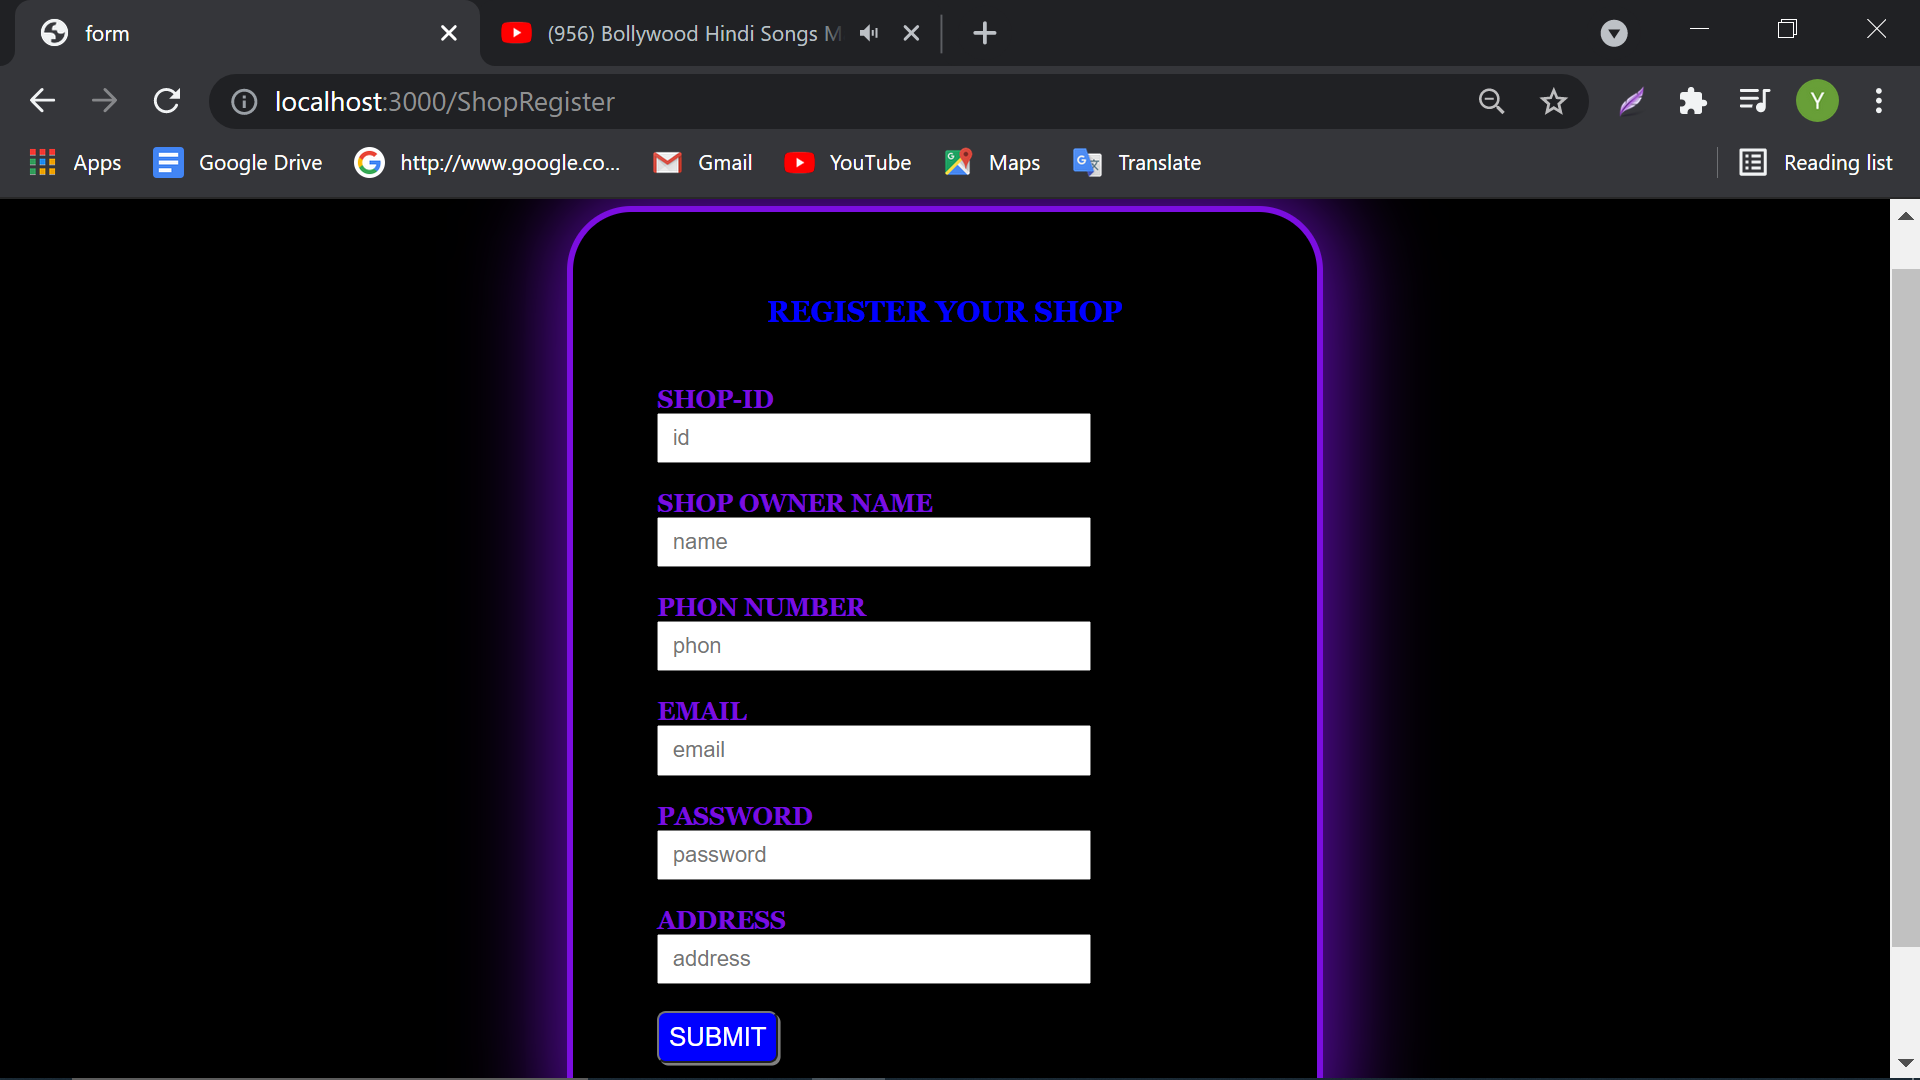 form
(956) Bollywood Hindi Songs M
localhost:3000/ShopRegister
Y
Apps
Google Drive
http://www.google.co...
Gmail
YouTube
Maps
Translate
Reading list
REGISTER YOUR SHOP
SHOP-ID
id
SHOP OWNER NAME
name
PHON NUMBER
phon
EMAIL
email
PASSWORD
password
ADDRESS
address
SUBMIT